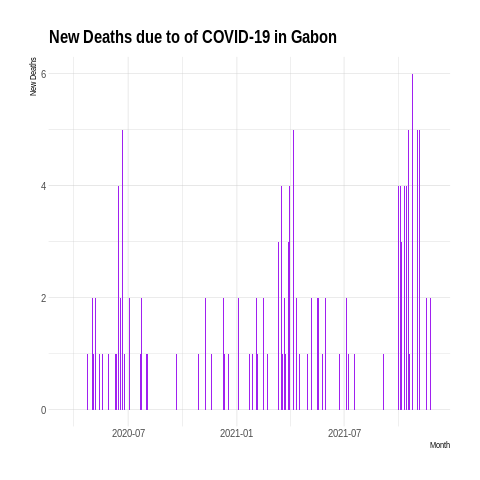 New Deaths due to of COVID-19 in Gabon
New Deaths
6
4
2
0
2020-07
2021-01
2021-07
Month